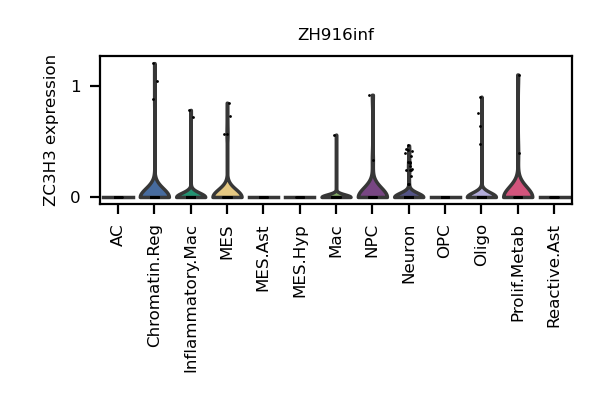 ZH916inf
ZC3H3 expression
1
0
AC
Chromatin.Reg
Inflammatory.Mac
MES
MES.Ast
MES.Hyp
Mac
NPC
Neuron
OPC
Oligo
Prolif.Metab
Reactive.Ast